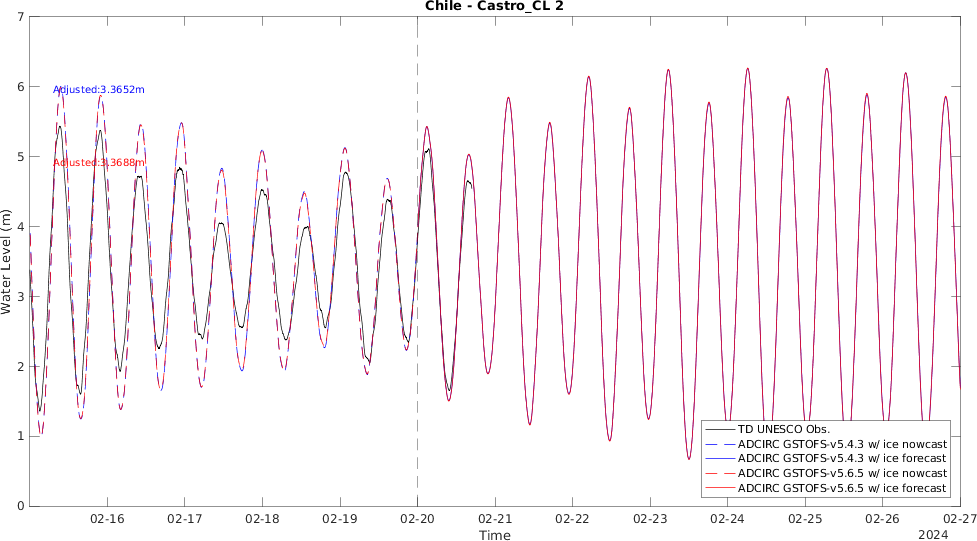 Chile - Castro_CL 2
7
6
5
4
3
2
1
0
Water Level (m)
Adjusted:3.3652m
Adjusted:3.3688m
TD UNESCO Obs.
ADCIRC GSTOFS-v5.4.3 w/ ice nowcast
ADCIRC GSTOFS-v5.4.3 w/ ice forecast
ADCIRC GSTOFS-v5.6.5 w/ ice nowcast
ADCIRC GSTOFS-v5.6.5 w/ ice forecast
02-16 02-17 02-18 02-19 02-20 02-21 02-22 02-23 02-24 02-25 02-26 02-27
Time
2024